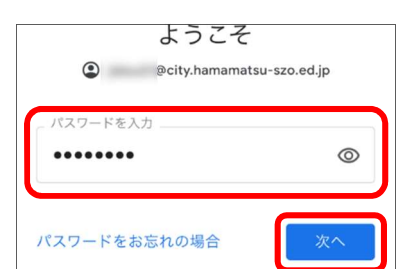 ようこそ
@city.hamamatsu-szo.ed.jp
パスワードを入力
••••••••
パスワードをお忘れの場合
次へ